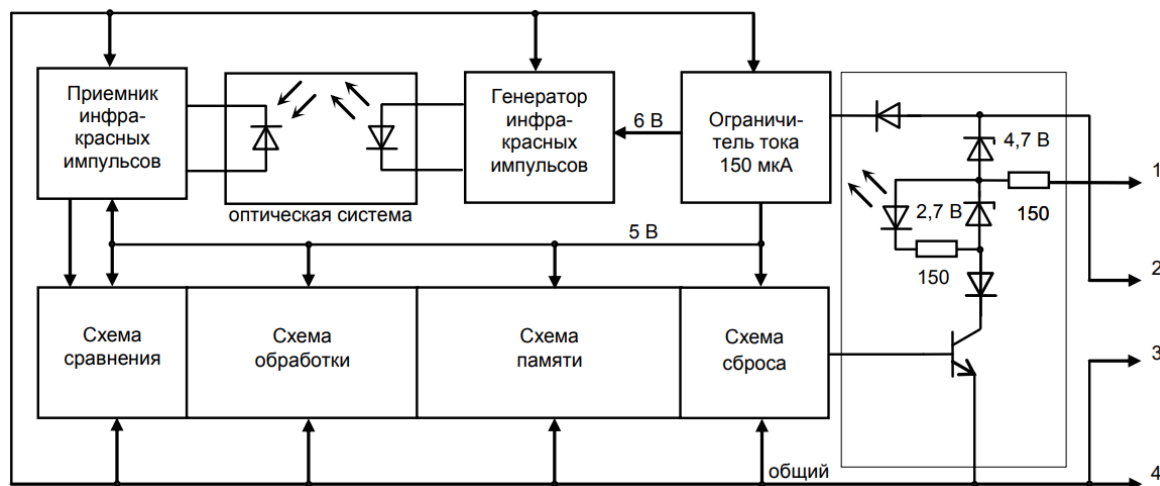 Приемник
инфра-
красных
импульсов
оптическая система
Генератор
инфра-
красных
импульсов
6 В
Ограничи-
тель тока
150 мкА
4,7 В
1
2,7 В
150
5 В
150
2
Схема
сравнения
Схема
обработки
Схема
памяти
Схема
сброса
3
общий
4